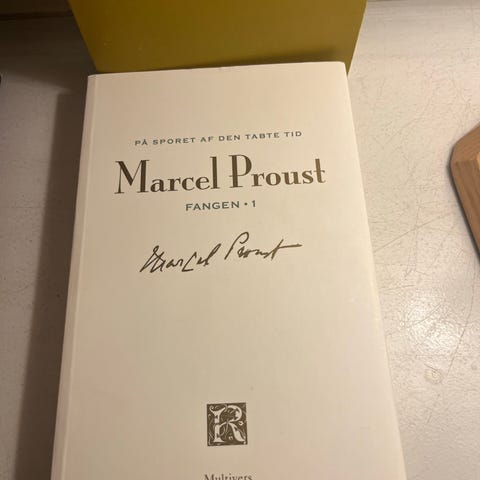 PÅ SPORET AF DEN TABTE TID
Marcel Proust
FANGEN • 1
Marcel Proust
R
Multivers